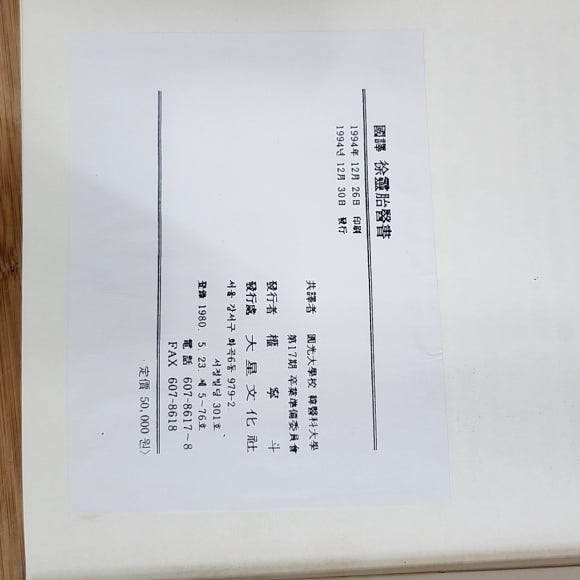 國譯 徐靈胎醫書
1994年 12月 26日 印刷
1994년 12月 30日 發行
共譯者 圓光大學校 韓醫科大學
第17期 卒業準備委員會
發行者 權寧斗
發行處 大星文化社
서울 강서구 화곡6동 979-2
서정빌딩 301호
登錄 1980. 5. 23. 제 5~76호
電話 607-8617~8
FAX 607-8618
定價 50,000원〉